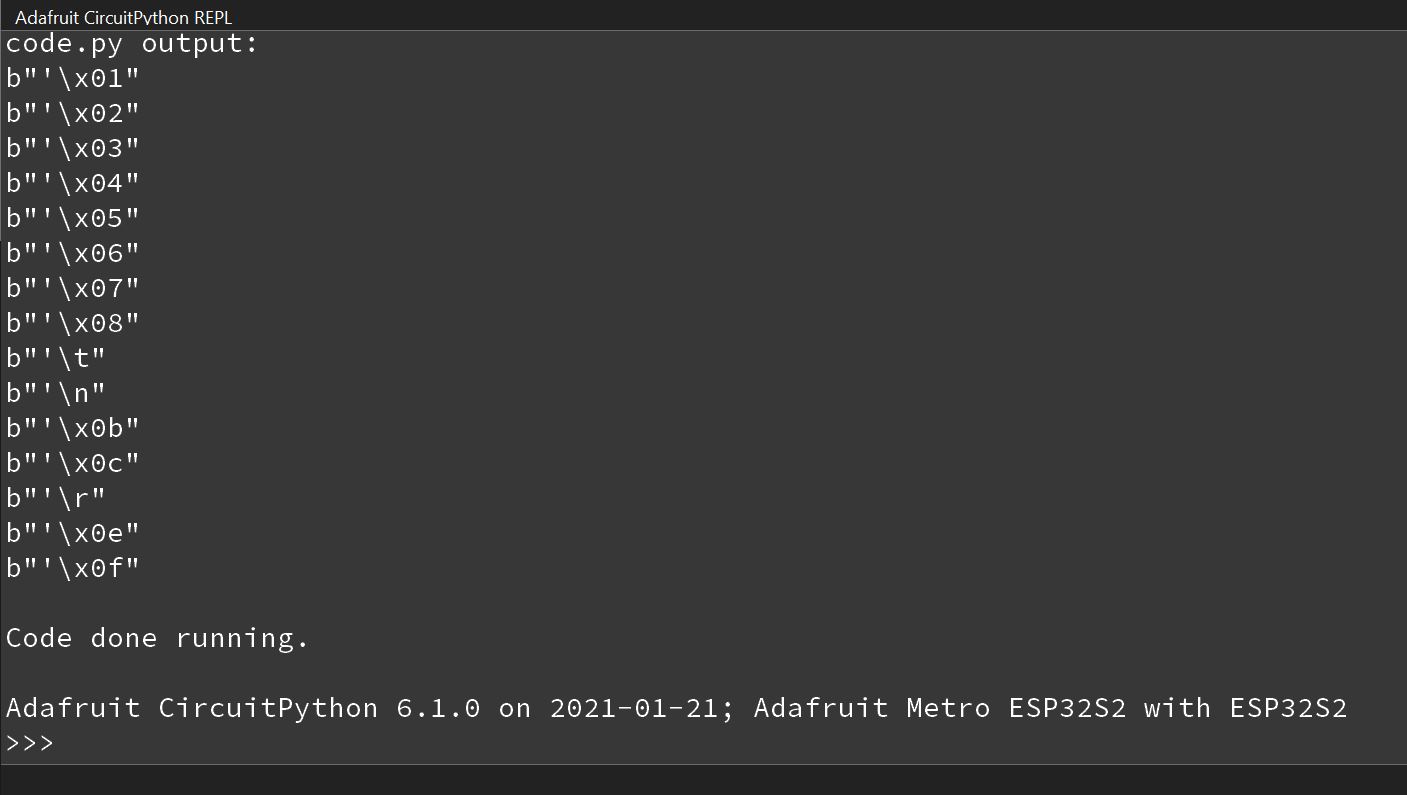 Adafruit CircuitPython REPL
code.py output:
b"'\x01"
b"'\x02"
b"'\x03"
b"'\x04"
b"'\x05"
b"'\x06"
b"'\x07"
b"'\x08"
b"'\t"
b"'\n"
b"'\x0b"
b"'\x0c"
b"'\r"
b"'\x0e"
b"'\x0f"
Code done running.
Adafruit CircuitPython 6.1.0 on 2021-01-21; Adafruit Metro ESP32S2 with ESP32S2
>>>